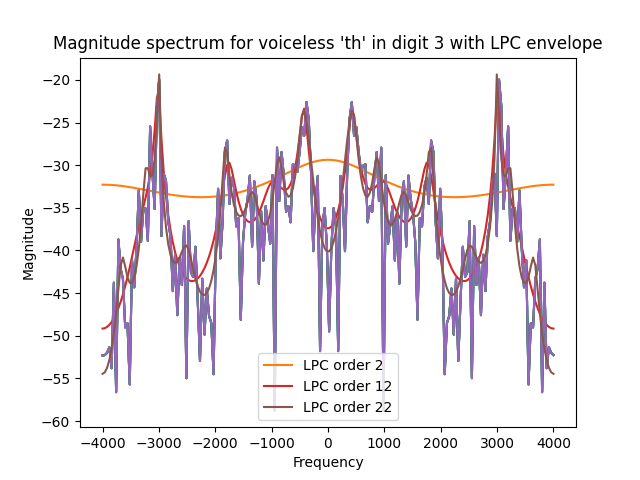 Magnitude spectrum for voiceless 'th' in digit 3 with LPC envelope
−20
−25
−30
−35
−40
−45
−50
−55
−60
Magnitude
LPC order 2
LPC order 12
LPC order 22
−4000 −3000 −2000 −1000 0 1000 2000 3000 4000
Frequency